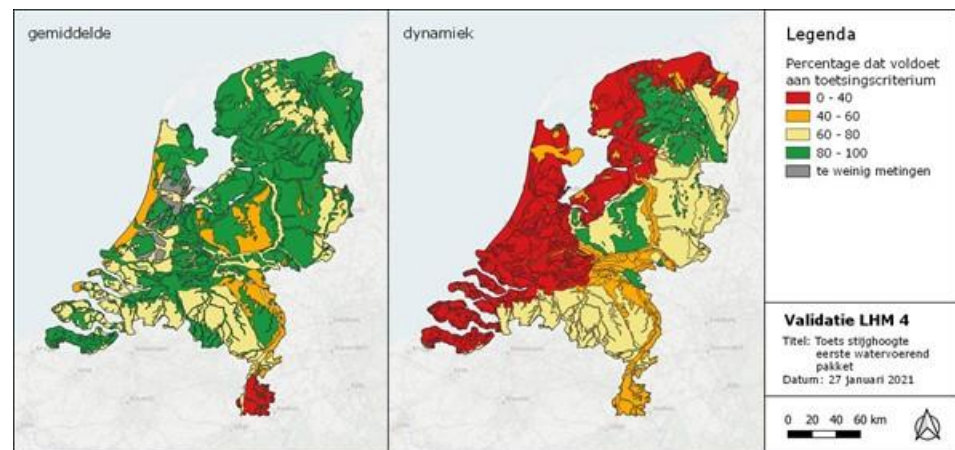 gemiddelde
dynamiek
Legenda
Percentage dat voldoet
aan toetsingscriterium
0 - 40
40 - 60
60 - 80
80 - 100
te weinig metingen
Validatie LHM 4
Titel: Toets stijghoogte
eerste watervoerend
pakket
Datum: 27 januari 2021
0 20 40 60 km